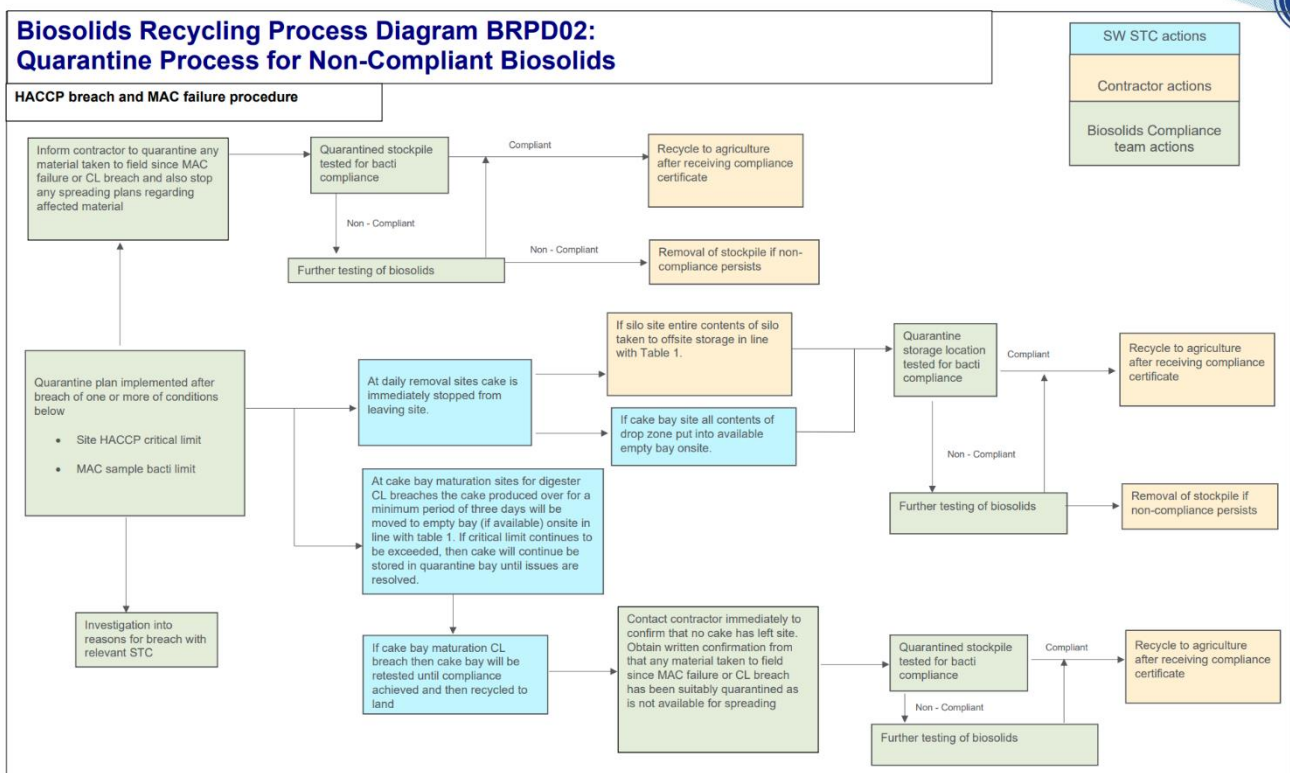 Biosolids Recycling Process Diagram BRPD02:
Quarantine Process for Non-Compliant Biosolids
HACCP breach and MAC failure procedure
SW STC actions
Contractor actions
Biosolids Compliance
team actions
Inform contractor to quarantine any
material taken to field since MAC
failure or CL breach and also stop
any spreading plans regarding
affected material
Quarantined stockpile
tested for bacti
compliance
Compliant
Recycle to agriculture
after receiving compliance
certificate
Non - Compliant
Further testing of biosolids
Non - Compliant
Removal of stockpile if non-
compliance persists
Quarantine plan implemented after
breach of one or more of conditions
below
• Site HACCP critical limit
• MAC sample bacti limit
At daily removal sites cake is
immediately stopped from
leaving site.
If silo site entire contents of silo
taken to offsite storage in line
with Table 1.
If cake bay site all contents of
drop zone put into available
empty bay onsite.
Quarantine
storage location
tested for bacti
compliance
Compliant
Recycle to agriculture
after receiving compliance
certificate
Non - Compliant
Further testing of biosolids
Removal of stockpile if
non-compliance persists
At cake bay maturation sites for digester
CL breaches the cake produced over for a
minimum period of three days will be
moved to empty bay (if available) onsite in
line with table 1. If critical limit continues to
be exceeded, then cake will continue be
stored in quarantine bay until issues are
resolved.
Investigation into
reasons for breach with
relevant STC
If cake bay maturation CL
breach then cake bay will be
retested until compliance
achieved and then recycled to
land
Contact contractor immediately to
confirm that no cake has left site.
Obtain written confirmation from
that any material taken to field
since MAC failure or CL breach
has been suitably quarantined as
is not available for spreading
Quarantined stockpile
tested for bacti
compliance
Compliant
Recycle to agriculture
after receiving compliance
certificate
Non - Compliant
Further testing of biosolids